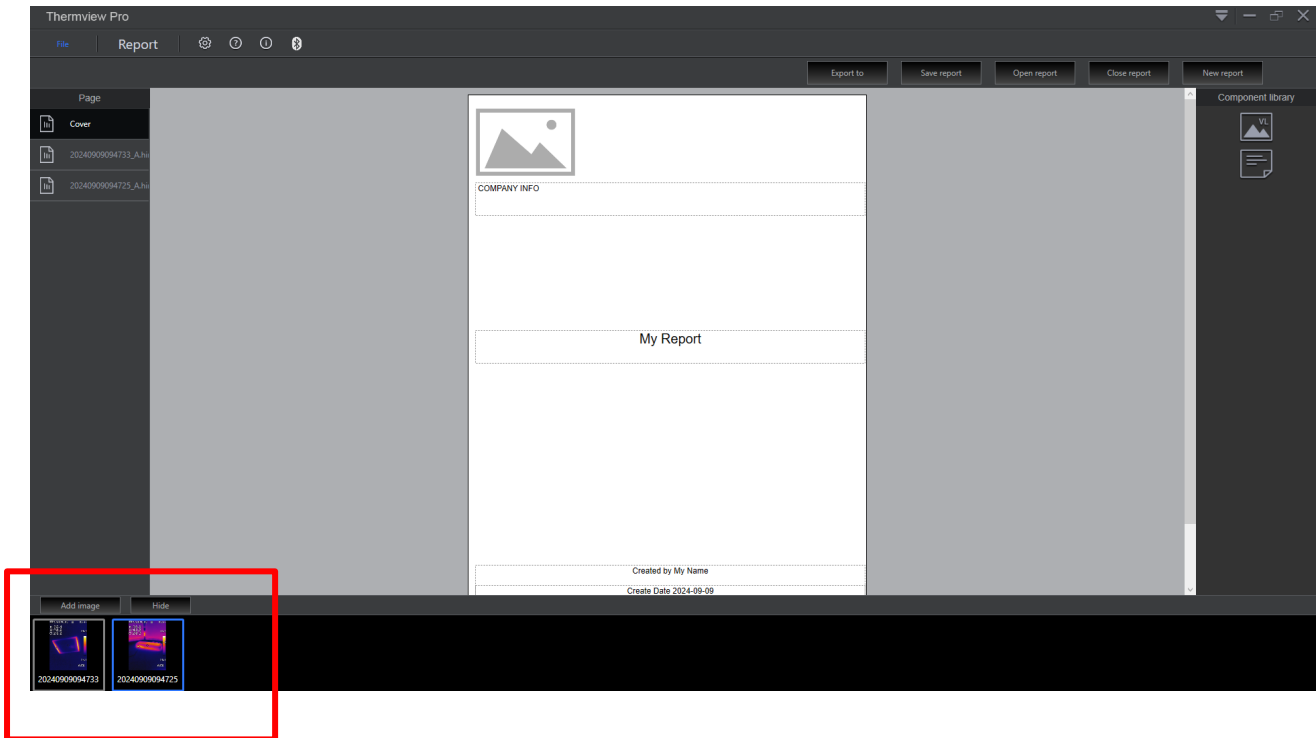 Thermview Pro
File
Report
Export to
Save report
Open report
Close report
New report
Page
Component library
Cover
VL
20240909094733_A.hi
20240909094725_A.hi
COMPANY INFO
My Report
Created by My Name
Create Date 2024-09-09
Add image
Hide
20240909094733
20240909094725